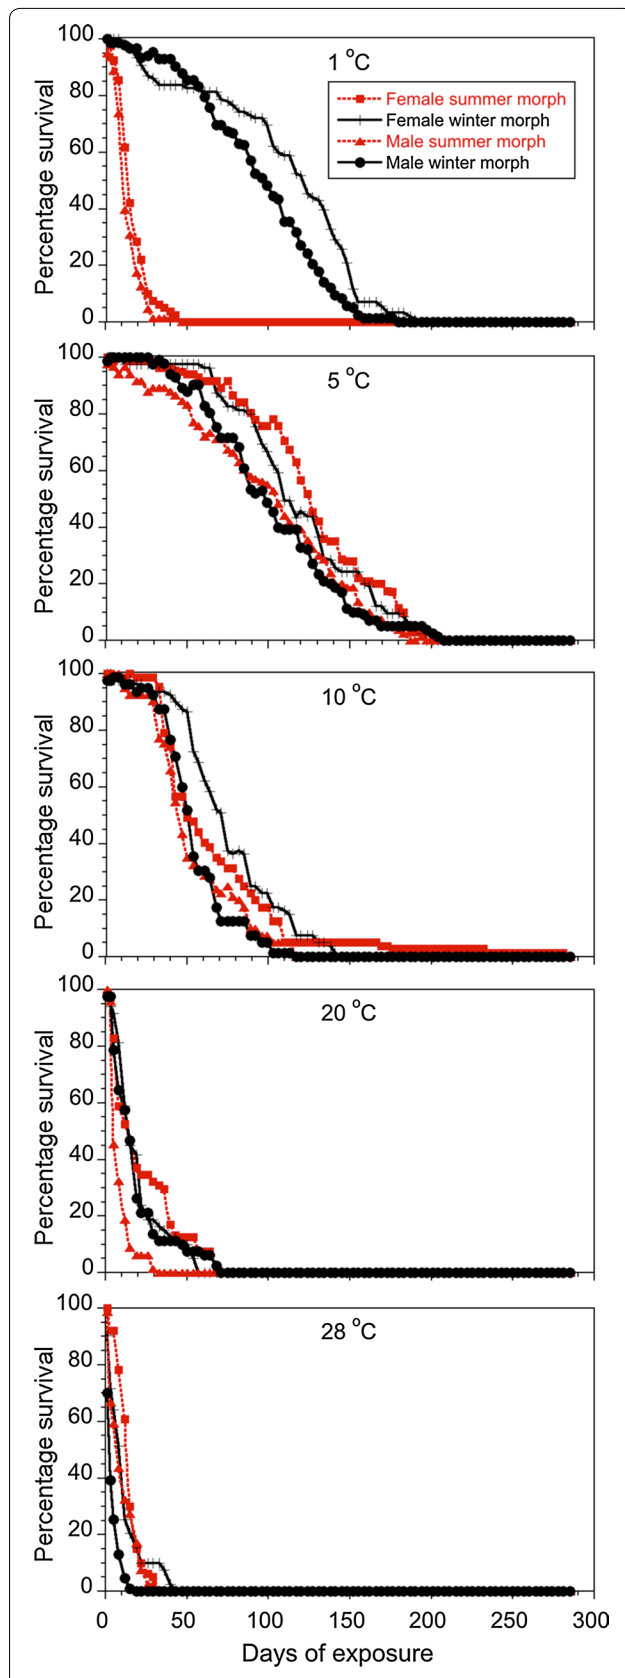 100
80
60
40
20
0
Percentage survival
1 °C
Female summer morph
Female winter morph
Male summer morph
Male winter morph
100
80
60
40
20
0
Percentage survival
5 °C
100
80
60
40
20
0
Percentage survival
10 °C
100
80
60
40
20
0
Percentage survival
20 °C
100
80
60
40
20
0
Percentage survival
28 °C
0 50 100 150 200 250 300
Days of exposure